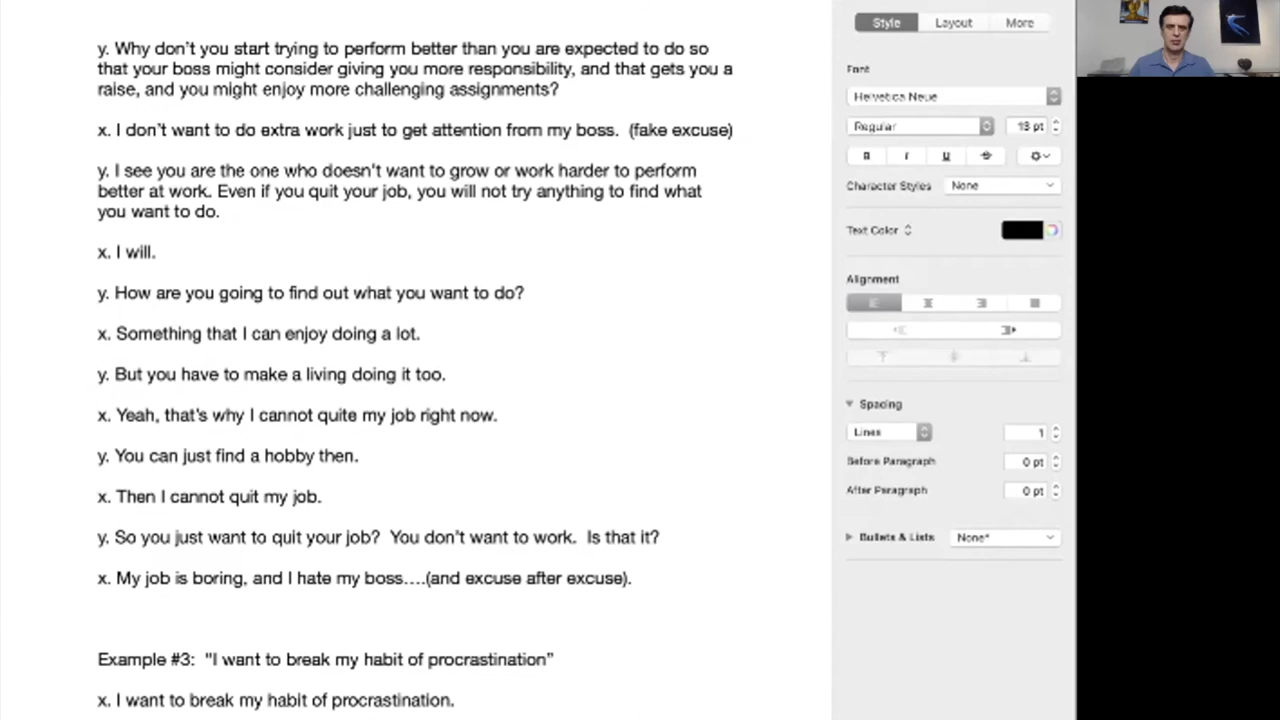 y. Why don't you start trying to perform better than you are expected to do so
that your boss might consider giving you more responsibility, and that gets you a
raise, and you might enjoy more challenging assignments?
x. I don't want to do extra work just to get attention from my boss.  (fake excuse)
y. I see you are the one who doesn't want to grow or work harder to perform
better at work. Even if you quit your job, you will not try anything to find what
you want to do.
x. I will.
y. How are you going to find out what you want to do?
x. Something that I can enjoy doing a lot.
y. But you have to make a living doing it too.
x. Yeah, that's why I cannot quite my job right now.
y. You can just find a hobby then.
x. Then I cannot quit my job.
y. So you just want to quit your job?  You don't want to work.  Is that it?
x. My job is boring, and I hate my boss....(and excuse after excuse).
Example #3:  "I want to break my habit of procrastination"
x. I want to break my habit of procrastination.
Style Layout More
Font
Helvetica Neue
Regular 13 pt
B I U S
Character Styles None
Text Color
Alignment
Spacing
Lines 1
Before Paragraph 0 pt
After Paragraph 0 pt
Bullets & Lists None*